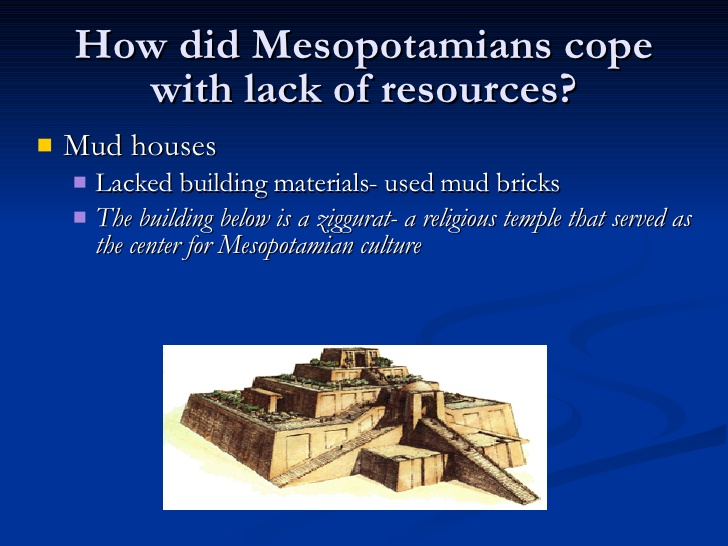 How did Mesopotamians cope
with lack of resources?
Mud houses
Lacked building materials- used mud bricks
The building below is a ziggurat- a religious temple that served as
the center for Mesopotamian culture